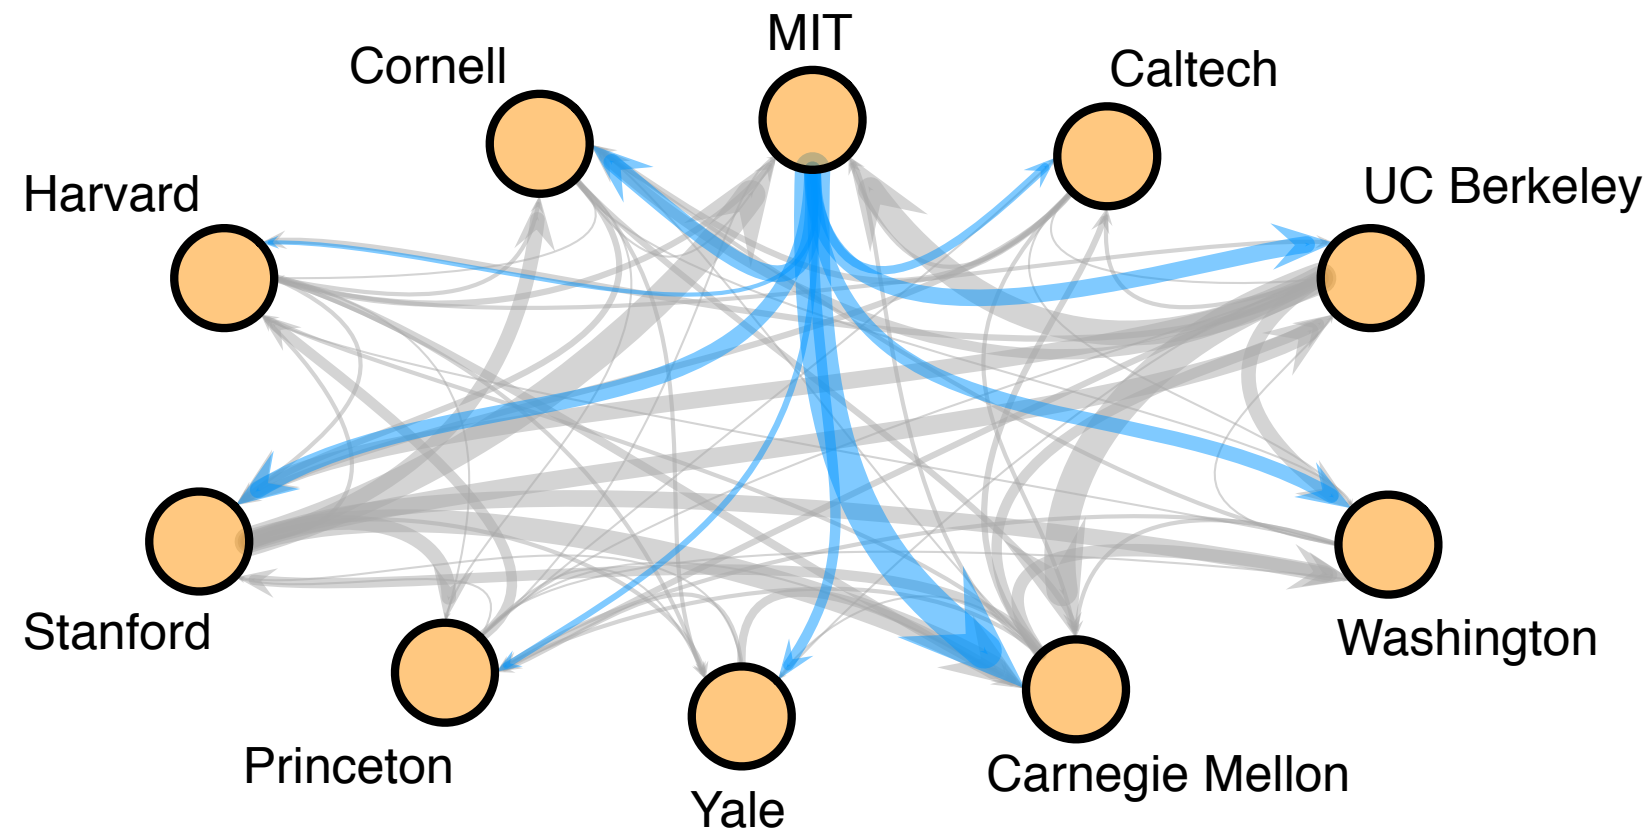 MIT
Cornell
Caltech
UC Berkeley
Harvard
Stanford
Washington
Princeton
Carnegie Mellon
Yale